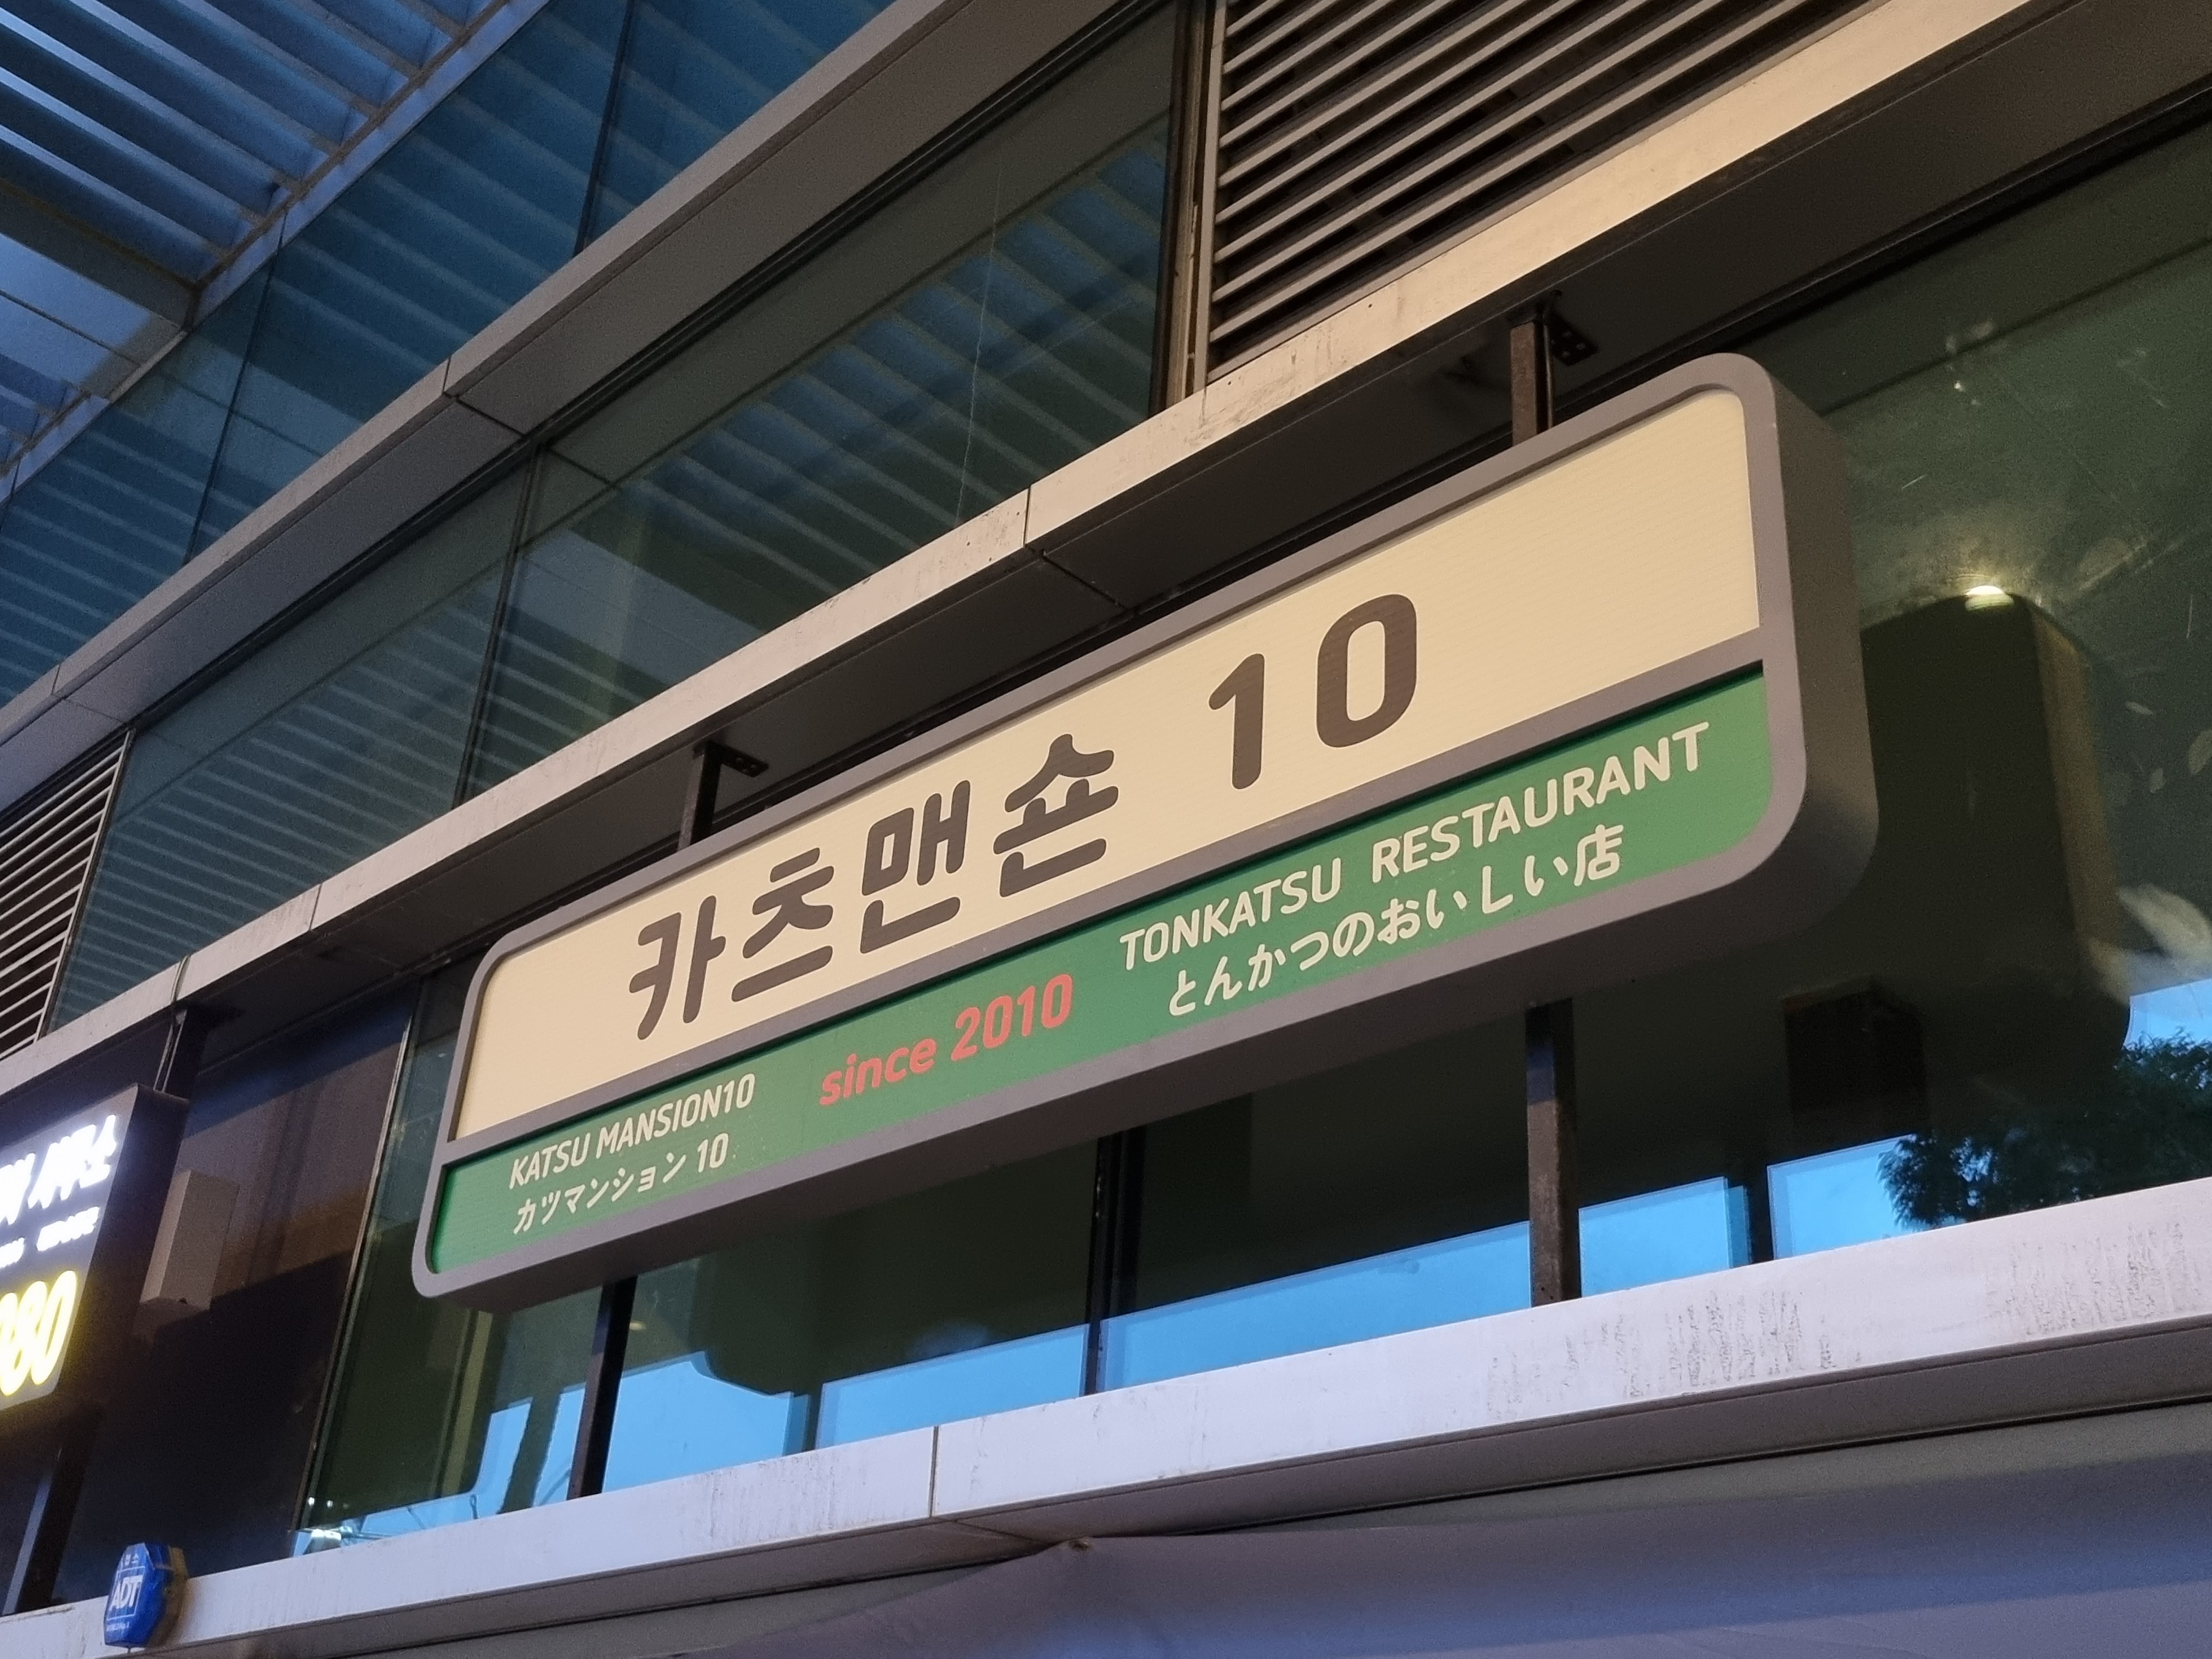 카츠맨숀 10
KATSU MANSION10
カツマンション 10
since 2010
TONKATSU RESTAURANT
とんかつのおいしい店
80
ADT